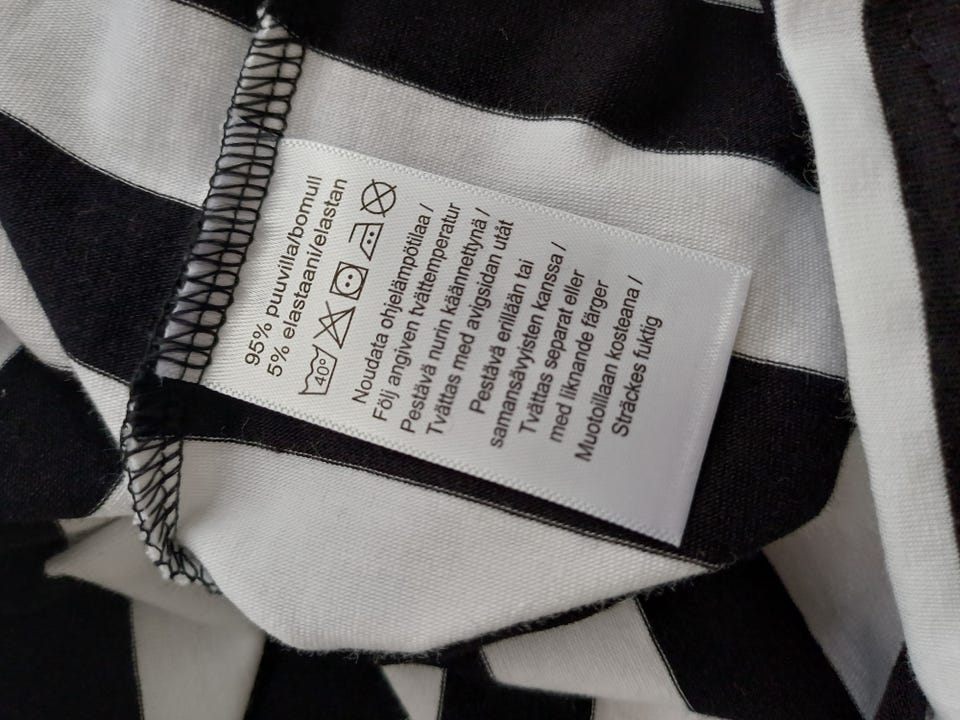 95% puuvilla/bomull
5% elastaani/elastan
40°
Noudata ohjelämpötilaa /
Följ angiven tvättemperatur
Pestävä nurin käännettynä /
Tvättas med avigsidan utåt
Pestävä erillään tai
samansävyisten kanssa /
Tvättas separat eller
med liknande färger
Muotoillaan kosteana /
Sträckes fuktig